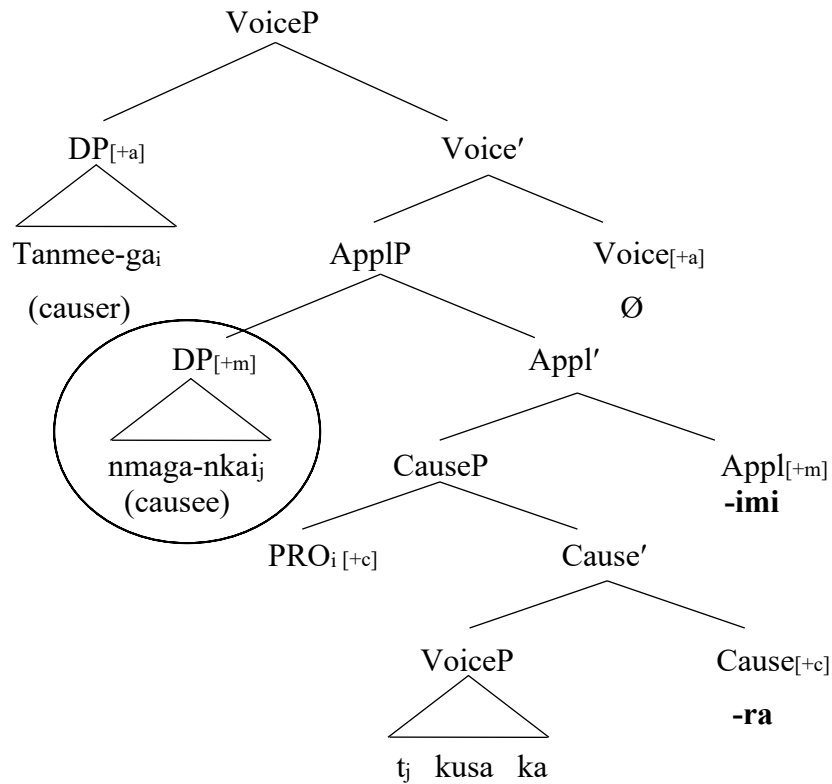 VoiceP
DP[+a] Voice′
Tanmee-gaᵢ ApplP Voice[+a]
(causer) Ø
DP[+m] Appl′
nmaga-nkaiⱼ CauseP Appl[+m]
(causee) -imi
PROᵢ [+c] Cause′
VoiceP Cause[+c]
-ra
tⱼ kusa ka